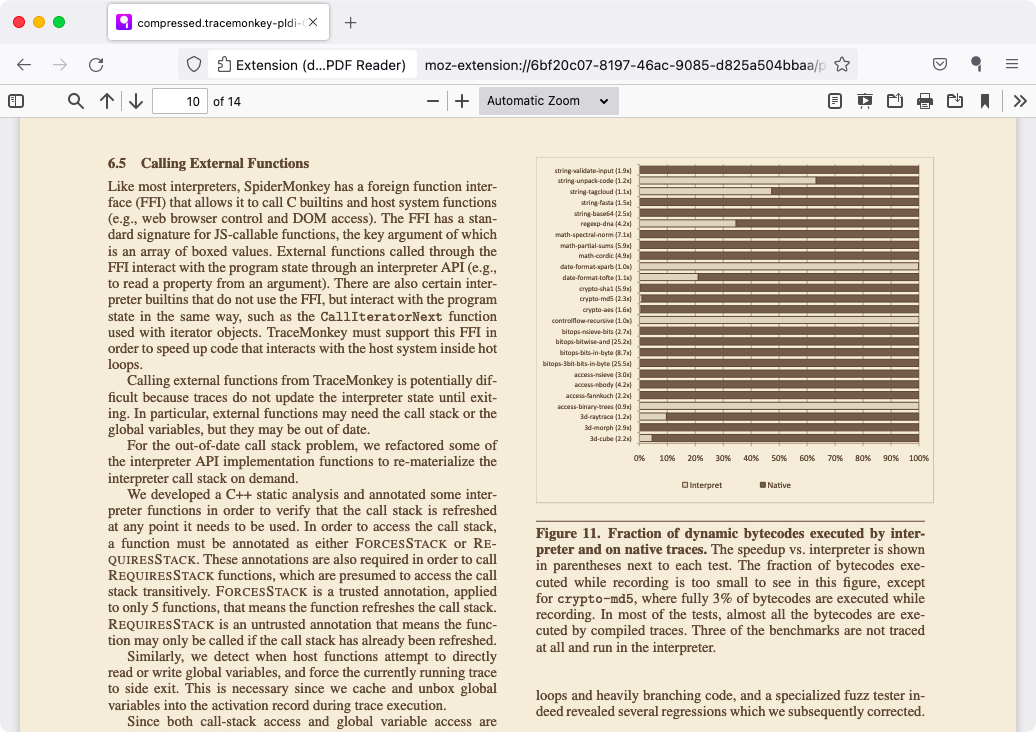 compressed.tracemonkey-pldi-
Extension (d...PDF Reader)
moz-extension://6bf20c07-8197-46ac-9085-d825a504bbaa/p
10 of 14
Automatic Zoom
6.5 Calling External Functions
Like most interpreters, SpiderMonkey has a foreign function inter-
face (FFI) that allows it to call C builtins and host system functions
(e.g., web browser control and DOM access). The FFI has a stan-
dard signature for JS-callable functions, the key argument of which
is an array of boxed values. External functions called through the
FFI interact with the program state through an interpreter API (e.g.,
to read a property from an argument). There are also certain inter-
preter builtins that do not use the FFI, but interact with the program
state in the same way, such as the CallIteratorNext function
used with iterator objects. TraceMonkey must support this FFI in
order to speed up code that interacts with the host system inside hot
loops.
Calling external functions from TraceMonkey is potentially dif-
ficult because traces do not update the interpreter state until exit-
ing. In particular, external functions may need the call stack or the
global variables, but they may be out of date.
For the out-of-date call stack problem, we refactored some of
the interpreter API implementation functions to re-materialize the
interpreter call stack on demand.
We developed a C++ static analysis and annotated some inter-
preter functions in order to verify that the call stack is refreshed
at any point it needs to be used. In order to access the call stack,
a function must be annotated as either FORCESSTACK or RE-
QUIRESSTACK. These annotations are also required in order to call
REQUIRESSTACK functions, which are presumed to access the call
stack transitively. FORCESSTACK is a trusted annotation, applied
to only 5 functions, that means the function refreshes the call stack.
REQUIRESSTACK is an untrusted annotation that means the func-
tion may only be called if the call stack has already been refreshed.
Similarly, we detect when host functions attempt to directly
read or write global variables, and force the currently running trace
to side exit. This is necessary since we cache and unbox global
variables into the activation record during trace execution.
Since both call-stack access and global variable access are
string-validate-input (1.9x)
string-unpack-code (1.2x)
string-tagcloud (1.1x)
string-fasta (1.5x)
string-base64 (2.5x)
regexp-dna (4.2x)
math-spectral-norm (7.1x)
math-partial-sums (5.9x)
math-cordic (4.9x)
date-format-xparb (1.0x)
date-format-tofte (1.1x)
crypto-sha1 (5.9x)
crypto-md5 (2.3x)
crypto-aes (1.6x)
controlflow-recursive (1.0x)
bitops-nsieve-bits (2.7x)
bitops-bitwise-and (25.2x)
bitops-bits-in-byte (8.7x)
bitops-3bit-bits-in-byte (25.5x)
access-nsieve (3.0x)
access-nbody (4.2x)
access-fannkuch (2.2x)
access-binary-trees (0.9x)
3d-raytrace (1.2x)
3d-morph (2.9x)
3d-cube (2.2x)
0% 10% 20% 30% 40% 50% 60% 70% 80% 90% 100%
Interpret Native
Figure 11. Fraction of dynamic bytecodes executed by inter-
preter and on native traces. The speedup vs. interpreter is shown
in parentheses next to each test. The fraction of bytecodes exe-
cuted while recording is too small to see in this figure, except
for crypto-md5, where fully 3% of bytecodes are executed while
recording. In most of the tests, almost all the bytecodes are exe-
cuted by compiled traces. Three of the benchmarks are not traced
at all and run in the interpreter.
loops and heavily branching code, and a specialized fuzz tester in-
deed revealed several regressions which we subsequently corrected.